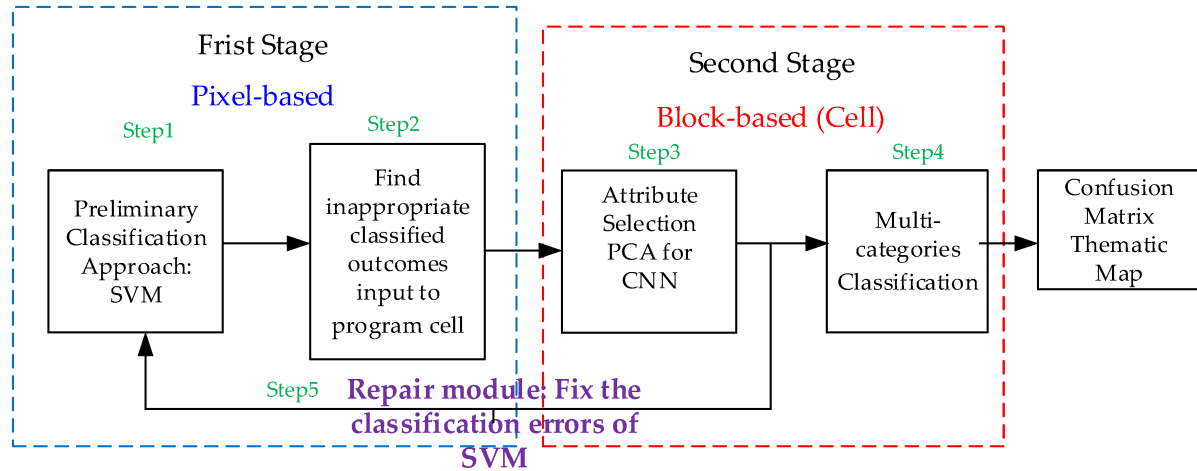 Frist Stage
Pixel-based
Step1
Preliminary
Classification
Approach:
SVM
Step2
Find
inappropriate
classified
outcomes
input to
program cell
Second Stage
Block-based (Cell)
Step3
Attribute
Selection
PCA for
CNN
Step4
Multi-
categories
Classification
Confusion
Matrix
Thematic
Map
Step5
Repair module: Fix the
classification errors of
SVM